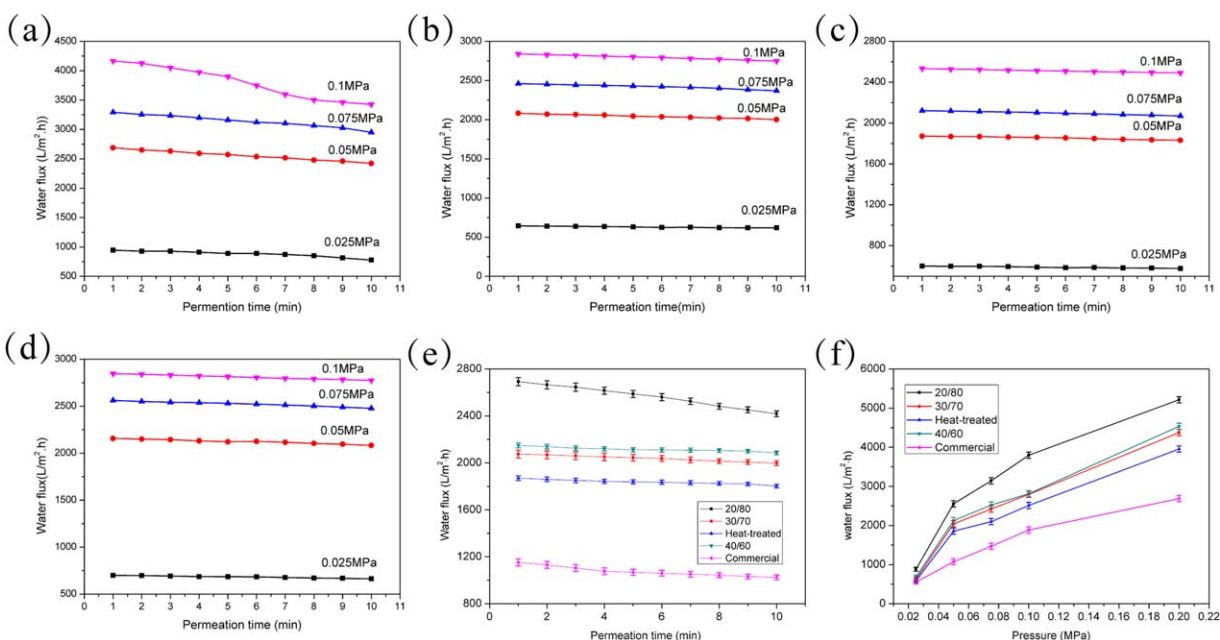 (a)
4500
4000
3500
3000
2500
2000
1500
1000
500
Water flux (L/m².h))
0.1MPa
0.075MPa
0.05MPa
0.025MPa
0 1 2 3 4 5 6 7 8 9 10 11
Permention time (min)
(b)
3000
2500
2000
1500
1000
500
0
Water flux (L/m².h)
0.1MPa
0.075MPa
0.05MPa
0.025MPa
0 1 2 3 4 5 6 7 8 9 10 11
Permeation time(min)
(c)
2800
2400
2000
1600
1200
800
Water flux (L/m².h)
0.1MPa
0.075MPa
0.05MPa
0.025MPa
0 1 2 3 4 5 6 7 8 9 10 11
Permeation time (min)
(d)
3000
2500
2000
1500
1000
500
Water flux(L/m².h)
0.1MPa
0.075MPa
0.05MPa
0.025MPa
0 1 2 3 4 5 6 7 8 9 10 11
Permeation time (min)
(e)
2800
2400
2000
1600
1200
800
Water flux (L/m².h)
20/80
30/70
Heat-treated
40/60
Commercial
0 2 4 6 8 10
Permeation time (min)
(f)
6000
5000
4000
3000
2000
1000
0
water flux (L/m².h)
20/80
30/70
Heat-treated
40/60
Commercial
0.02 0.04 0.06 0.08 0.10 0.12 0.14 0.16 0.18 0.20 0.22
Pressure (MPa)